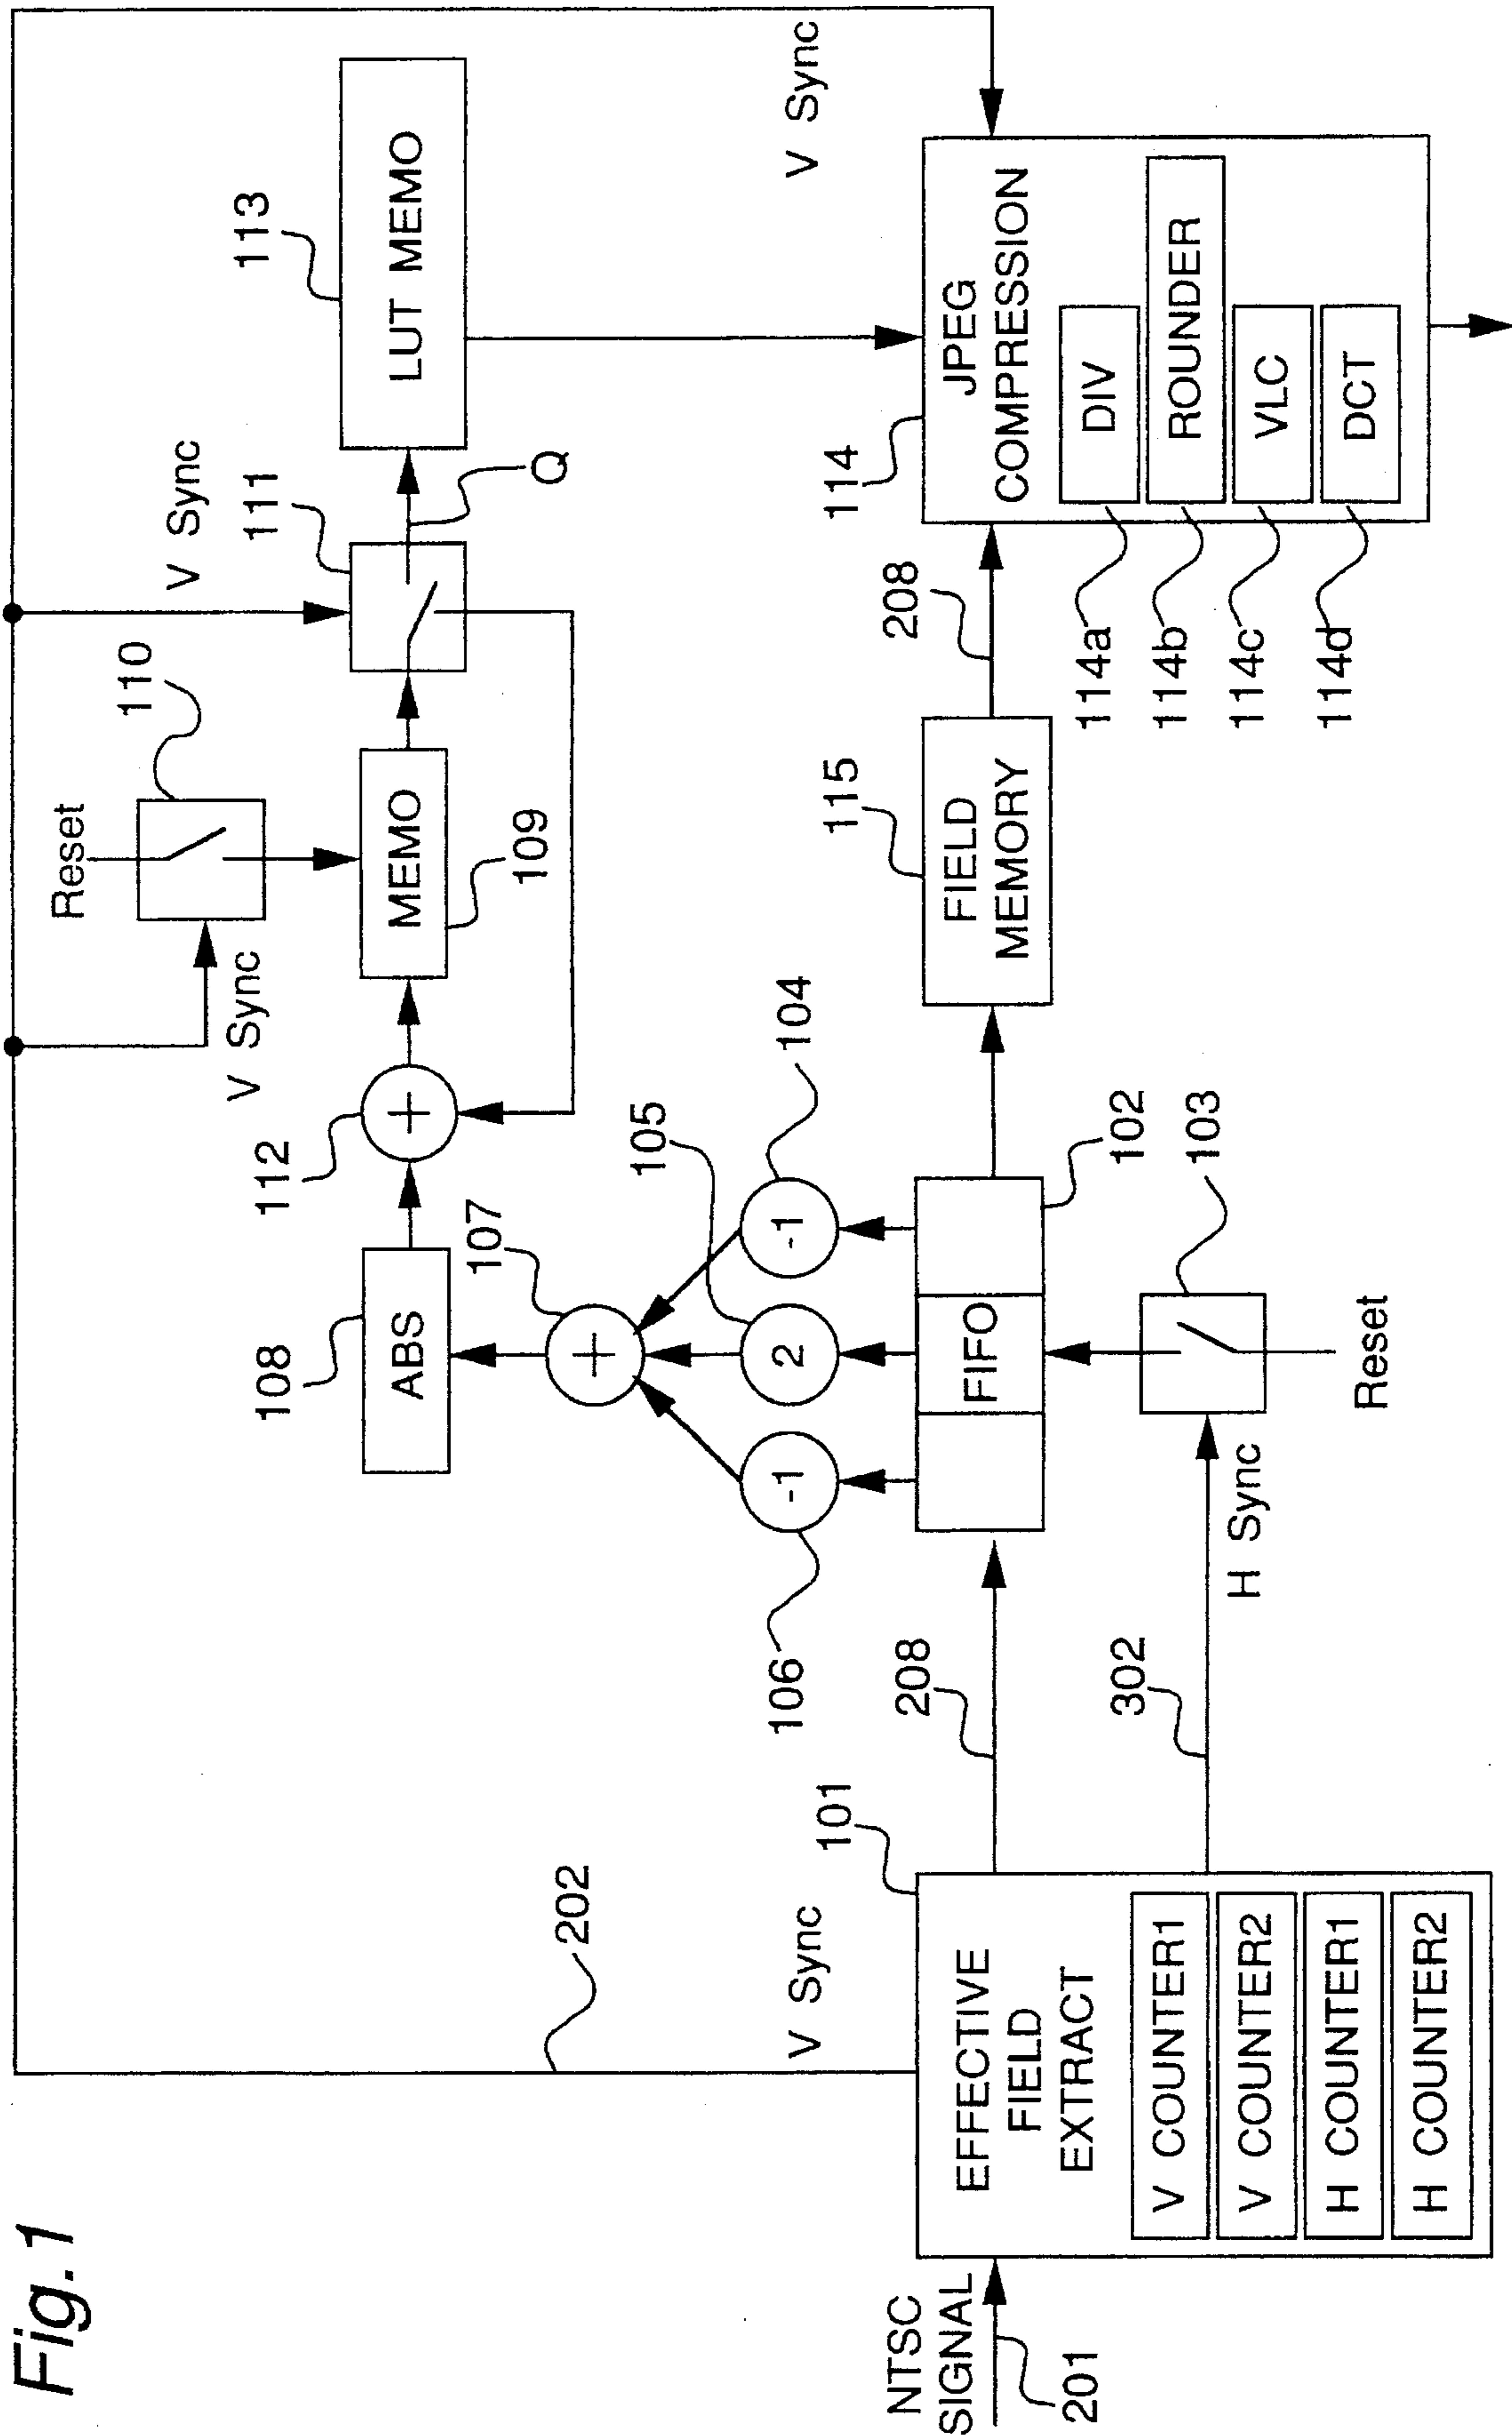 Fig. 1
NTSC
SIGNAL
201
EFFECTIVE
FIELD
EXTRACT
V COUNTER1
V COUNTER2
H COUNTER1
H COUNTER2
101
V Sync
202
208
302
H Sync
FIFO
102
103
Reset
-1
106
2
105
-1
104
+
107
ABS
108
+
112
V Sync
Reset
110
MEMO
109
V Sync
111
Q
LUT MEMO
113
FIELD
MEMORY
115
208
V Sync
JPEG
COMPRESSION
114
DIV
ROUNDER
VLC
DCT
114a
114b
114c
114d